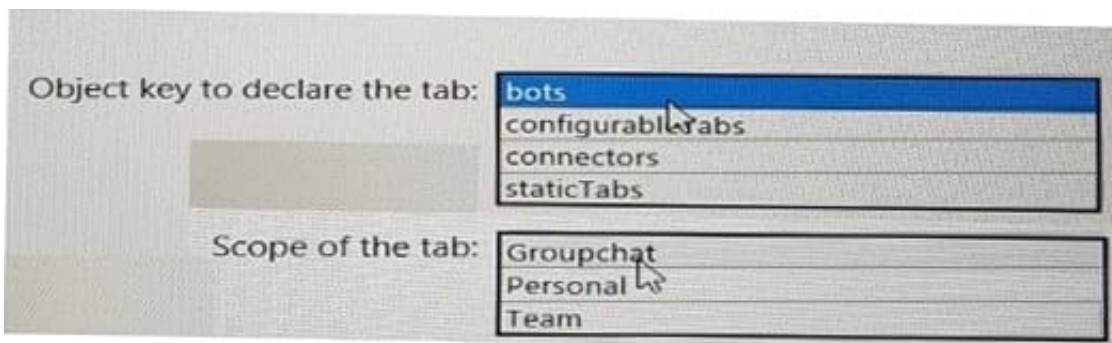 Object key to declare the tab:
bots
configurableTabs
connectors
staticTabs
Scope of the tab:
Groupchat
Personal
Team